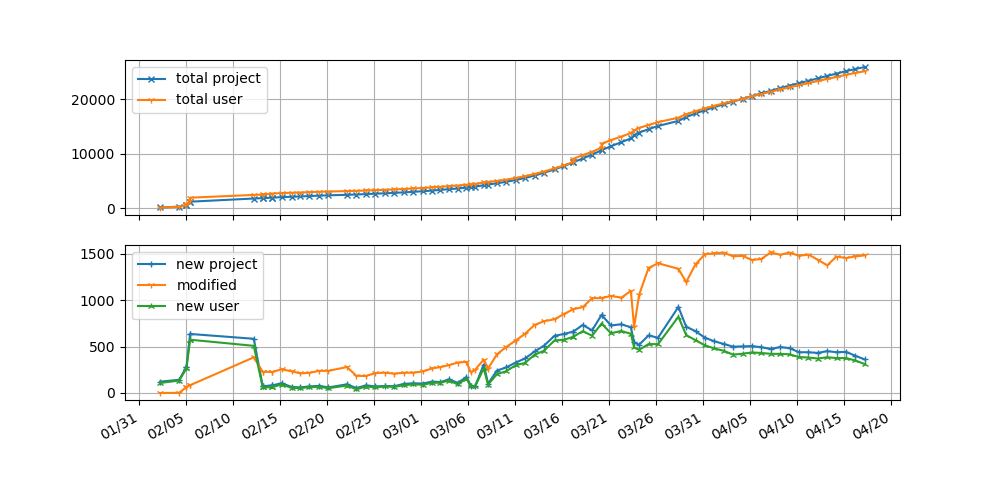 total project
total user
20000
10000
0
new project
modified
new user
1500
1000
500
0
01/31 02/05 02/10 02/15 02/20 02/25 03/01 03/06 03/11 03/16 03/21 03/26 03/31 04/05 04/10 04/15 04/20